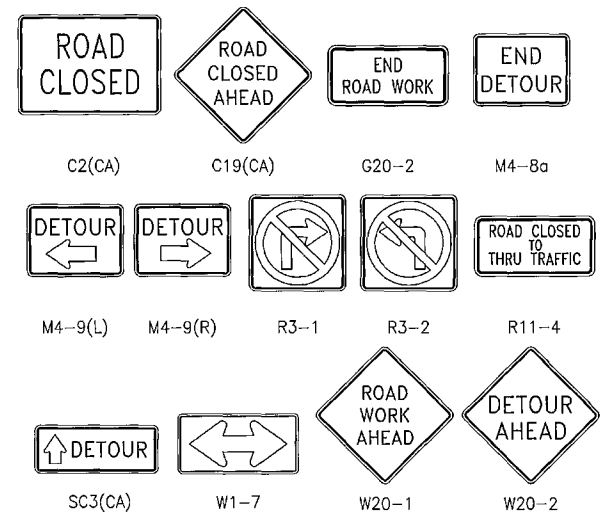 ROAD
CLOSED
ROAD
CLOSED
AHEAD
END
ROAD WORK
END
DETOUR
C2(CA)
C19(CA)
G20-2
M4-8a
DETOUR
DETOUR
ROAD CLOSED
TO
THRU TRAFFIC
M4-9(L)
M4-9(R)
R3-1
R3-2
R11-4
DETOUR
ROAD
WORK
AHEAD
DETOUR
AHEAD
SC3(CA)
W1-7
W20-1
W20-2